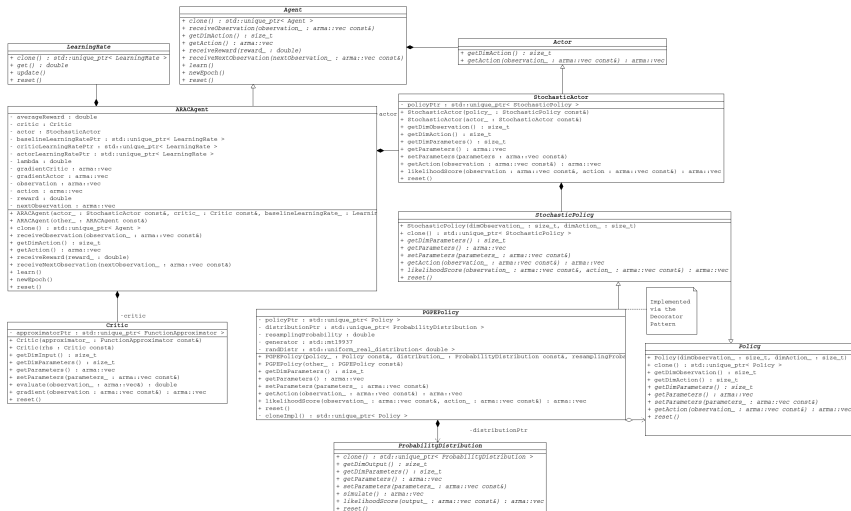 Agent
+ clone() : std::unique_ptr< Agent >
+ receiveObservation(observation_ : arma::vec const&)
+ getDimAction() : size_t
+ getAction() : arma::vec
+ receiveReward(reward_ : double)
+ receiveNextObservation(nextObservation_ : arma::vec const&)
+ learn()
+ newEpoch()
+ reset()
LearningRate
+ clone() : std::unique_ptr< LearningRate >
+ get() : double
+ update()
+ reset()
Actor
+ getDimAction() : size_t
+ getAction(observation_ : arma::vec const&) : arma::vec
ARACAgent
- averageReward : double
- critic : Critic
- actor : StochasticActor
- baselineLearningRatePtr : std::unique_ptr< LearningRate >
- criticLearningRatePtr : std::unique_ptr< LearningRate >
- actorLearningRatePtr : std::unique_ptr< LearningRate >
- lambda : double
- gradientCritic : arma::vec
- gradientActor : arma::vec
- observation : arma::vec
- action : arma::vec
- reward : double
- nextObservation : arma::vec
+ ARACAgent(actor_ : StochasticActor const&, critic_ : Critic const&, baselineLearningRate_ : Learnin
+ ARACAgent(other_ : ARACAgent const&)
+ clone() : std::unique_ptr< Agent >
+ receiveObservation(observation_ : arma::vec const&)
+ getDimAction() : size_t
+ getAction() : arma::vec
+ receiveReward(reward_ : double)
+ receiveNextObservation(nextObservation_ : arma::vec const&)
+ learn()
+ newEpoch()
+ reset()
-actor
StochasticActor
- policyPtr : std::unique_ptr< StochasticPolicy >
+ StochasticActor(policy_ : StochasticPolicy const&)
+ StochasticActor(actor_ : StochasticActor const&)
+ getDimObservation() : size_t
+ getDimAction() : size_t
+ getDimParameters() : size_t
+ getParameters() : arma::vec
+ setParameters(parameters : arma::vec const&)
+ getAction(observation : arma::vec const&) : arma::vec
+ likelihoodScore(observation : arma::vec const&, action : arma::vec const&) : arma::vec
+ reset()
StochasticPolicy
+ StochasticPolicy(dimObservation_ : size_t, dimAction_ : size_t)
+ clone() : std::unique_ptr< StochasticPolicy >
+ getDimParameters() : size_t
+ getParameters() : arma::vec
+ setParameters(parameters_ : arma::vec const&)
+ getAction(observation_ : arma::vec const&) : arma::vec
+ likelihoodScore(observation_ : arma::vec const&, action_ : arma::vec const&) : arma::vec
+ reset()
-critic
Critic
- approximatorPtr : std::unique_ptr< FunctionApproximator >
+ Critic(approximator_ : FunctionApproximator const&)
+ Critic(rhs : Critic const&)
+ getDimInput() : size_t
+ getDimParameters() : size_t
+ getParameters() : arma::vec
+ setParameters(parameters_ : arma::vec const&)
+ evaluate(observation_ : arma::vec&) : double
+ gradient(observation : arma::vec const&) : arma::vec
+ reset()
PGPEPolicy
- policyPtr : std::unique_ptr< Policy >
- distributionPtr : std::unique_ptr< ProbabilityDistribution >
- resamplingProbability : double
- generator : std::mt19937
- randDistr : std::uniform_real_distribution< double >
+ PGPEPolicy(policy_ : Policy const&, distribution_ : ProbabilityDistribution const&, resamplingProb
+ PGPEPolicy(other_ : PGPEPolicy const&)
+ getDimParameters() : size_t
+ getParameters() : arma::vec
+ setParameters(parameters_ : arma::vec const&)
+ getAction(observation_ : arma::vec const&) : arma::vec
+ likelihoodScore(observation_ : arma::vec const&, action_ : arma::vec const&) : arma::vec
+ reset()
- cloneImpl() : std::unique_ptr< Policy >
Implemented
via the
Decorator
Pattern
Policy
+ Policy(dimObservation_ : size_t, dimAction_ : size_t)
+ clone() : std::unique_ptr< Policy >
+ getDimObservation() : size_t
+ getDimAction() : size_t
+ getDimParameters() : size_t
+ getParameters() : arma::vec
+ setParameters(parameters_ : arma::vec const&)
+ getAction(observation_ : arma::vec const&) : arma::vec
+ reset()
-distributionPtr
ProbabilityDistribution
+ clone() : std::unique_ptr< ProbabilityDistribution >
+ getDimOutput() : size_t
+ getDimParameters() : size_t
+ getParameters() : arma::vec
+ setParameters(parameters_ : arma::vec const&)
+ simulate() : arma::vec
+ likelihoodScore(output_ : arma::vec const&) : arma::vec
+ reset()